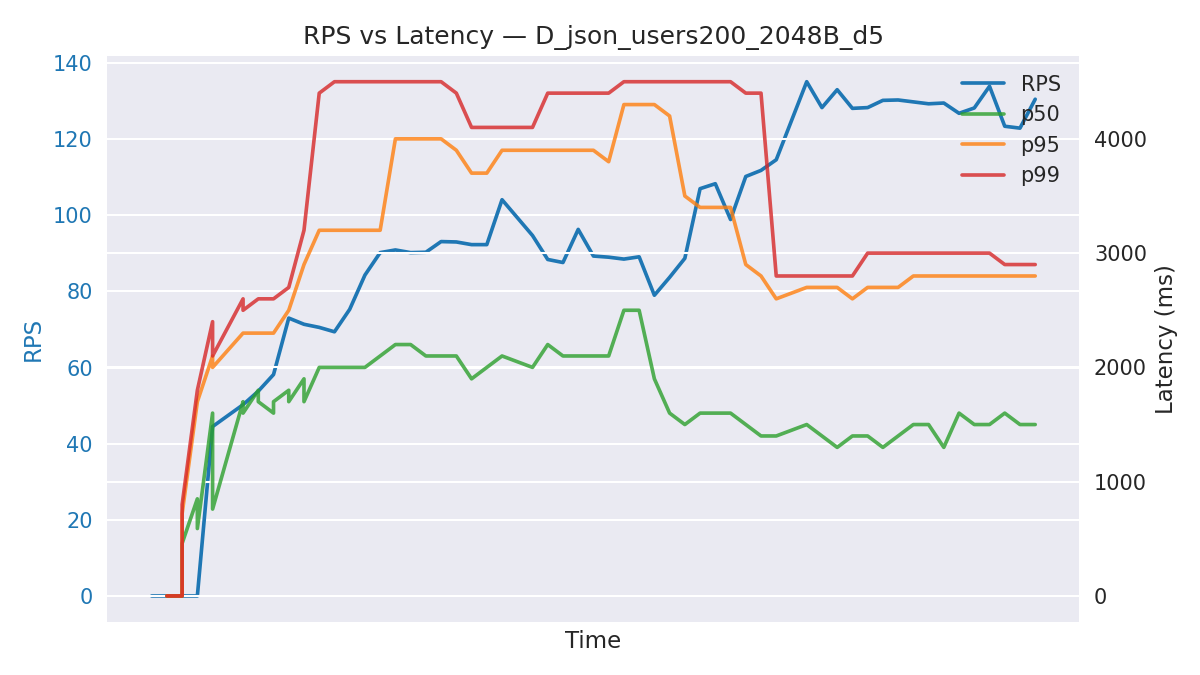 RPS vs Latency — D_json_users200_2048B_d5
140
120
100
80
60
40
20
0
RPS
RPS
p50
p95
p99
4000
3000
2000
1000
0
Latency (ms)
Time